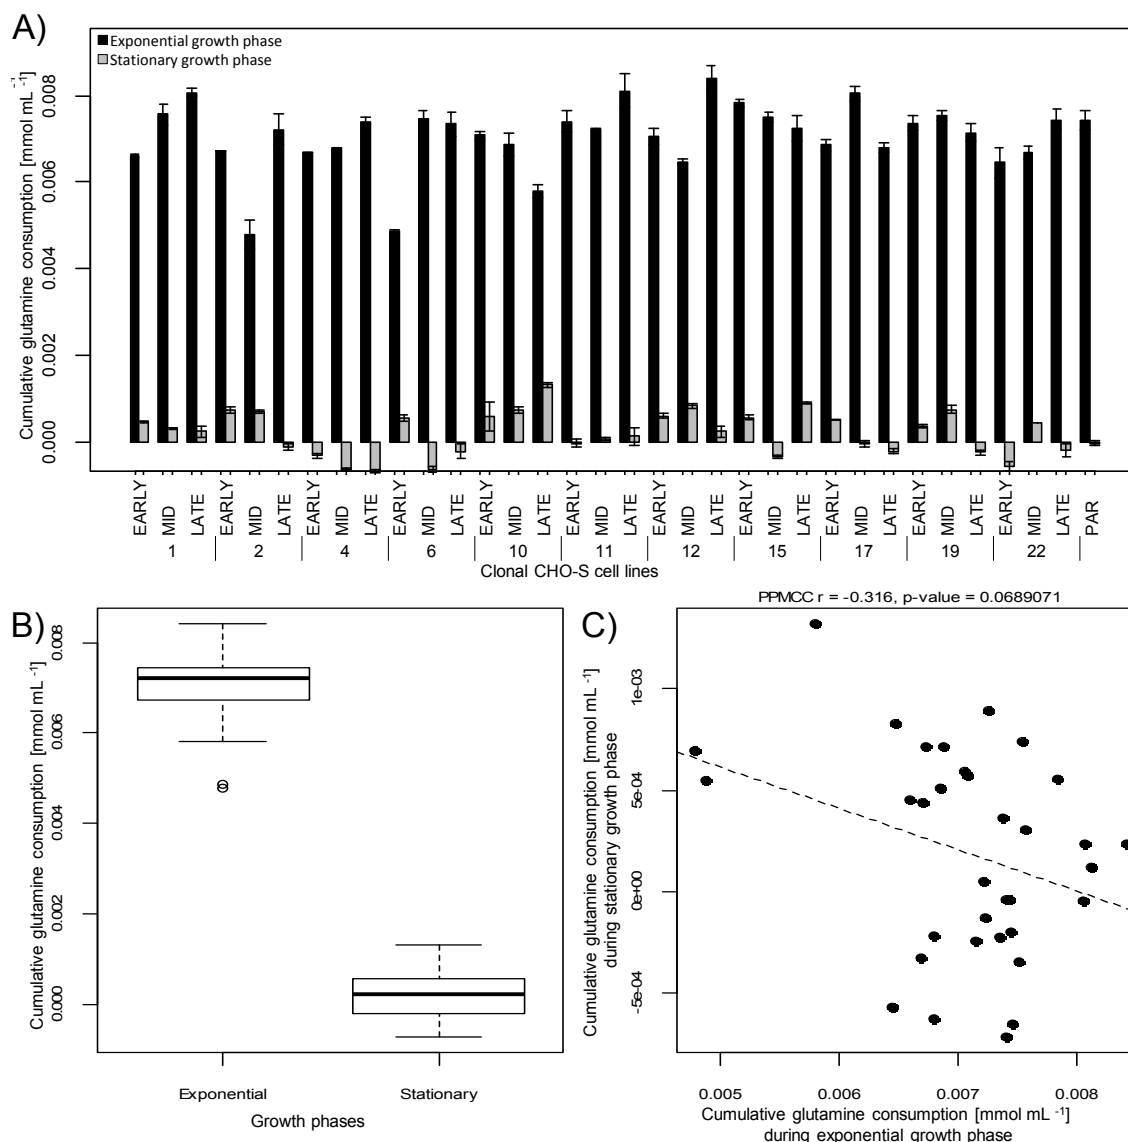 A)
Exponential growth phase
Stationary growth phase
Cumulative glutamine consumption [mmol mL -1]
0.008
0.006
0.004
0.002
0.000
EARLY MID LATE EARLY MID LATE EARLY MID LATE EARLY MID LATE EARLY MID LATE EARLY MID LATE EARLY MID LATE EARLY MID LATE EARLY MID LATE EARLY MID LATE EARLY MID LATE PAR
1 2 4 6 10 11 12 15 17 19 22
Clonal CHO-S cell lines
B)
Cumulative glutamine consumption [mmol mL -1]
0.008
0.006
0.004
0.002
0.000
Exponential Stationary
Growth phases
PPMCC r = -0.316, p-value = 0.0689071
C)
Cumulative glutamine consumption [mmol mL -1]
during stationary growth phase
1e-03
5e-04
0e+00
-5e-04
0.005 0.006 0.007 0.008
Cumulative glutamine consumption [mmol mL -1]
during exponential growth phase